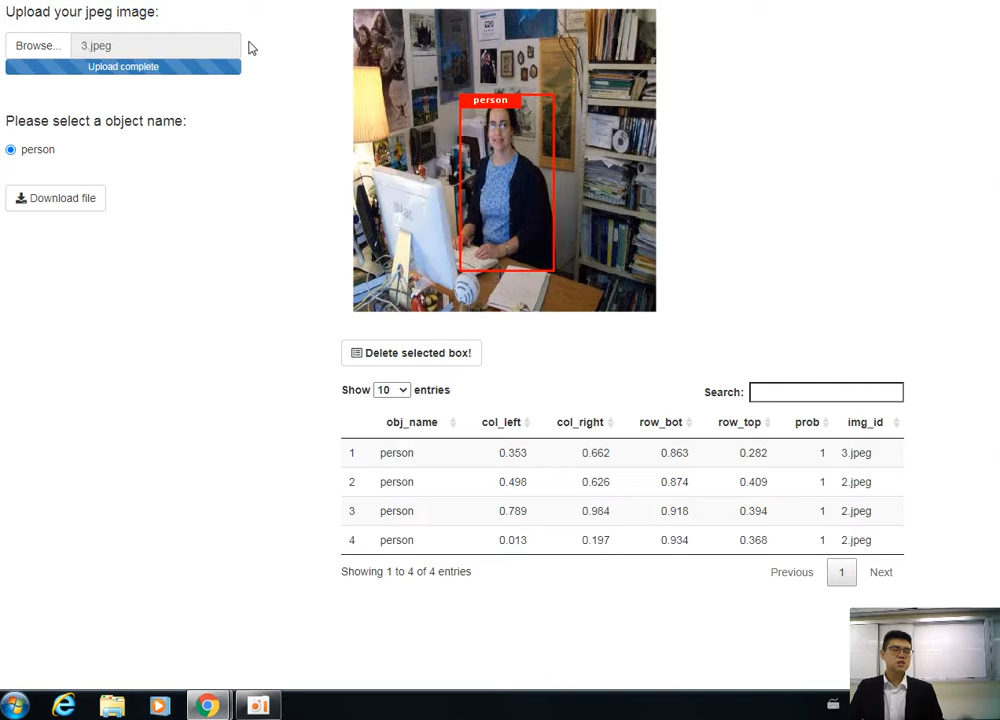 Upload your jpeg image:
Browse... 3.jpeg
Upload complete
Please select a object name:
person
Download file
person
iMac
Delete selected box!
Show 10 entries Search:
obj_name col_left col_right row_bot row_top prob img_id
1 person 0.353 0.662 0.863 0.282 1 3.jpeg
2 person 0.498 0.626 0.874 0.409 1 2.jpeg
3 person 0.789 0.984 0.918 0.394 1 2.jpeg
4 person 0.013 0.197 0.934 0.368 1 2.jpeg
Showing 1 to 4 of 4 entries Previous 1 Next